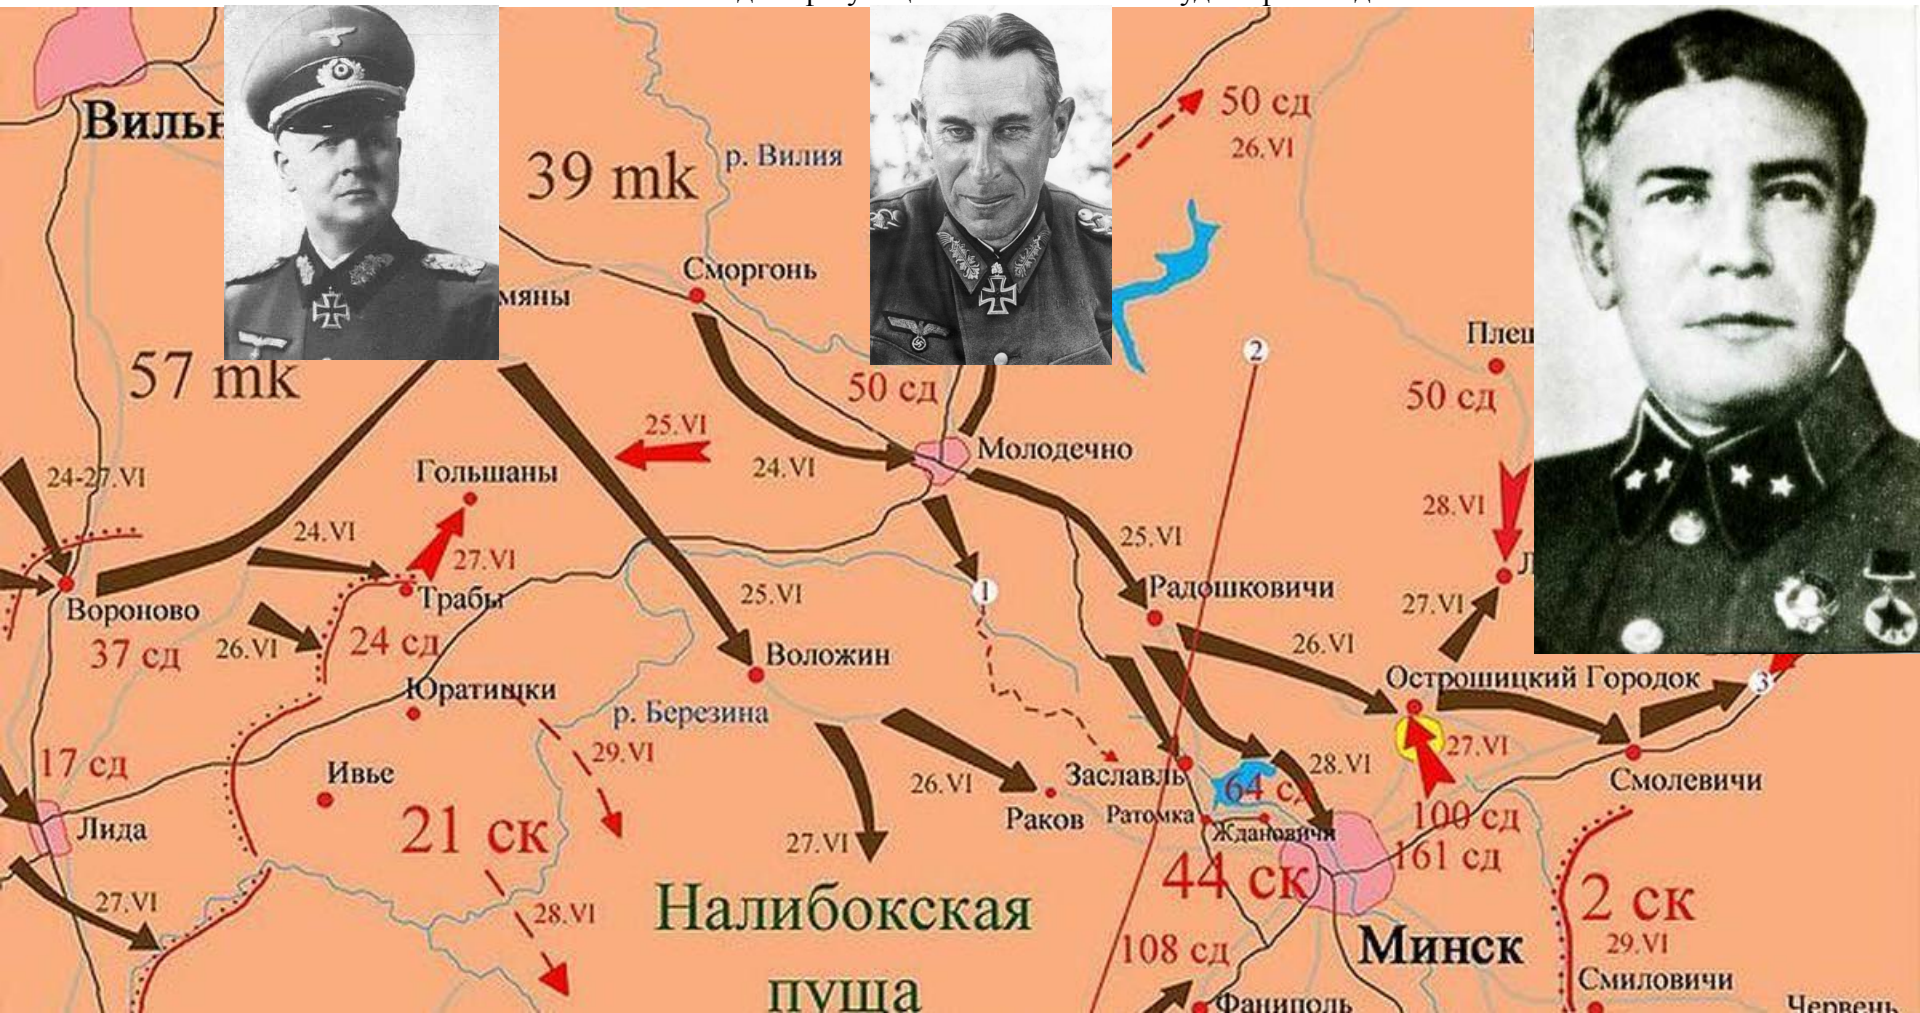 Вильн
39 mk
р. Вилия
50 сд
26.VI
Сморгонь
мяны
57 mk
50 сд
2
Плещ
50 сд
25.VI
24.VI
Молодечно
24-27.VI
Гольшаны
28.VI
24.VI
27.VI
25.VI
Вороново
Трабы
25.VI
1
Радошковичи
27.VI
37 сд
26.VI
24 сд
Воложин
26.VI
Юратишки
р. Березина
Острошицкий Городок
3
17 сд
29.VI
27.VI
Ивье
26.VI
Заславль
28.VI
64 сд
Смолевичи
Лида
21 ск
Раков
Ратомка
Ждановичи
100 сд
27.VI
161 сд
27.VI
28.VI
Налибокская
пуща
44 ск
2 ск
108 сд
Минск
29.VI
Смиловичи
Фаниполь
Червень